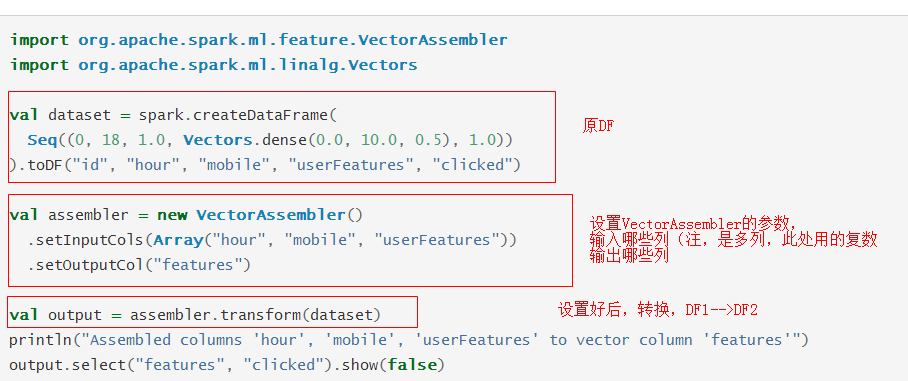 import org.apache.spark.ml.feature.VectorAssembler
import org.apache.spark.ml.linalg.Vectors
val dataset = spark.createDataFrame(
原DF
Seq((0, 18, 1.0, Vectors.dense(0.0, 10.0, 0.5), 1.0))
).toDF("id", "hour", "mobile", "userFeatures", "clicked")
val assembler = new VectorAssembler()
设置VectorAssembler的参数,
.setInputCols(Array("hour", "mobile", "userFeatures"))
输入哪些列（注，是多列，此处用的复数
输出哪些列
.setOutputCol("features")
val output = assembler.transform(dataset)
设置好后，转换，DF1-->DF2
println("Assembled columns 'hour', 'mobile', 'userFeatures' to vector column 'features'")
output.select("features", "clicked").show(false)